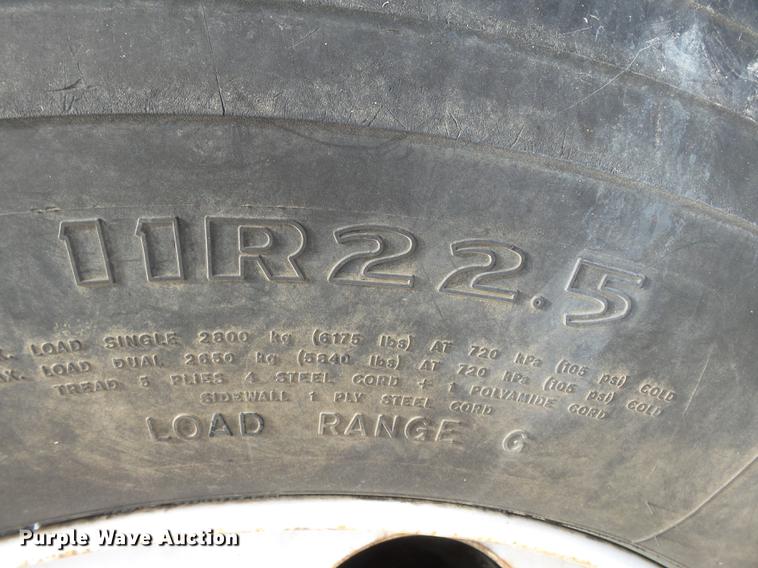 11R22.5
X. LOAD SINGLE 2800 kg (6175 lbs) AT 720 kPa (105 psi) COLD
AX. LOAD DUAL 2650 kg (5840 lbs) AT 720 kPa (105 psi) COLD
TREAD 5 PLIES 4 STEEL CORD + 1 POLYAMIDE CORD
SIDEWALL 1 PLY STEEL CORD
LOAD RANGE G
Purple Wave Auction